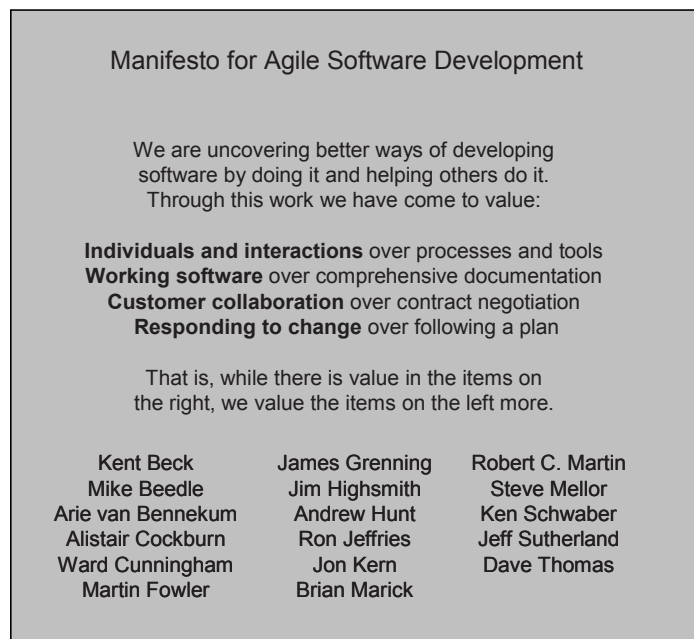 Manifesto for Agile Software Development
We are uncovering better ways of developing
software by doing it and helping others do it.
Through this work we have come to value:
Individuals and interactions over processes and tools
Working software over comprehensive documentation
Customer collaboration over contract negotiation
Responding to change over following a plan
That is, while there is value in the items on
the right, we value the items on the left more.
Kent Beck
Mike Beedle
Arie van Bennekum
Alistair Cockburn
Ward Cunningham
Martin Fowler
James Grenning
Jim Highsmith
Andrew Hunt
Ron Jeffries
Jon Kern
Brian Marick
Robert C. Martin
Steve Mellor
Ken Schwaber
Jeff Sutherland
Dave Thomas